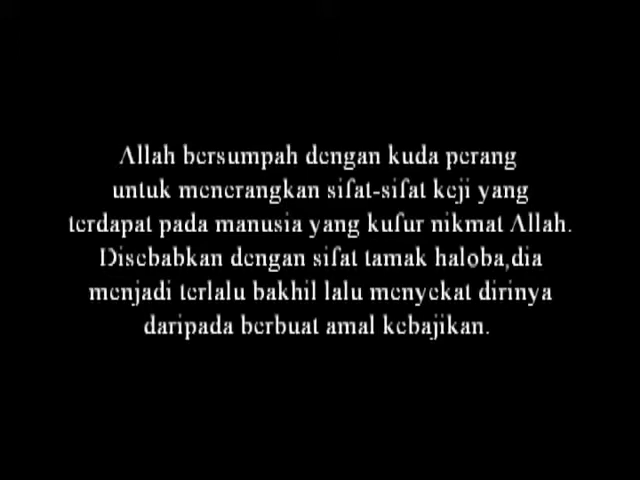 Allah bersumpah dengan kuda perang
untuk menerangkan sifat-sifat keji yang
terdapat pada manusia yang kufur nikmat Allah.
Disebabkan dengan sifat tamak haloba,dia
menjadi terlalu bakhil lalu menyekat dirinya
daripada berbuat amal kebajikan.